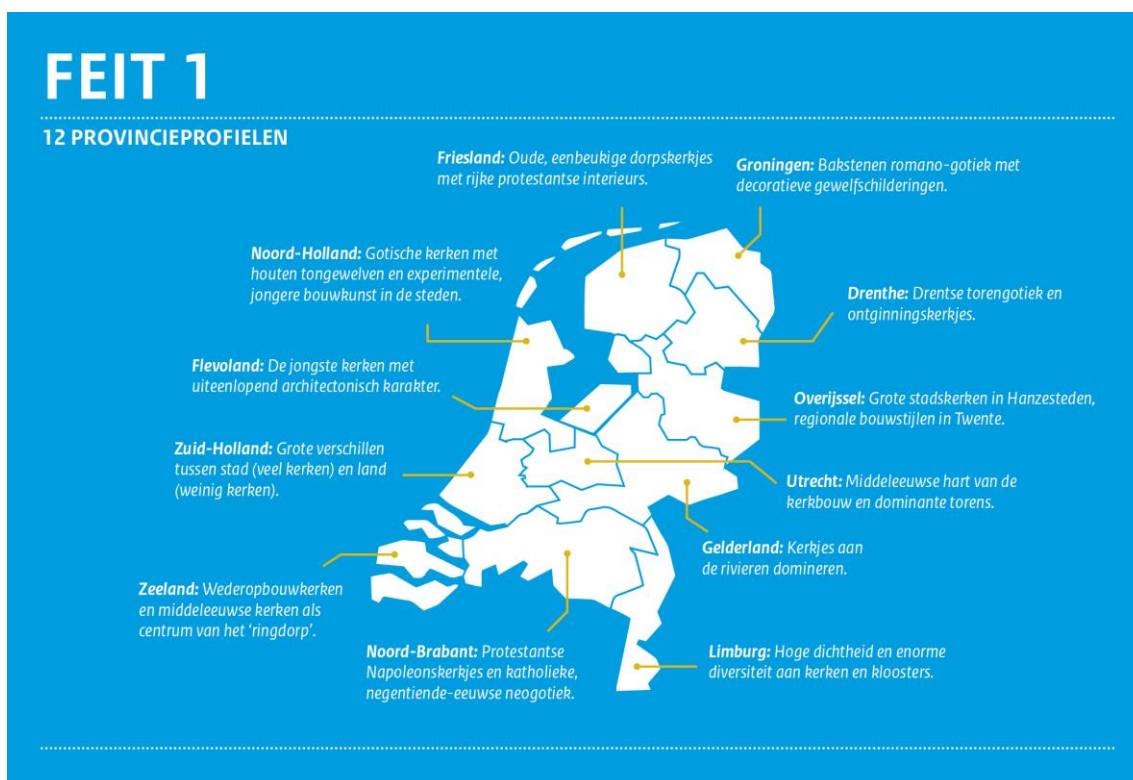 FEIT 1
12 PROVINCIEPROFIELEN
Friesland: Oude, eenbeukige dorpskerkjes
met rijke protestantse interieurs.
Groningen: Bakstenen romano-gotiek met
decoratieve gewelfschilderingen.
Noord-Holland: Gotische kerken met
houten tongewelven en experimentele,
jongere bouwkunst in de steden.
Drenthe: Drentse torengotiek en
ontginningskerkjes.
Flevoland: De jongste kerken met
uiteenlopend architectonisch karakter.
Overijssel: Grote stadskerken in Hanzesteden,
regionale bouwstijlen in Twente.
Zuid-Holland: Grote verschillen
tussen stad (veel kerken) en land
(weinig kerken).
Utrecht: Middeleeuwse hart van de
kerkbouw en dominante torens.
Gelderland: Kerkjes aan
de rivieren domineren.
Zeeland: Wederopbouwkerken
en middeleeuwse kerken als
centrum van het ‘ringdorp’.
Noord-Brabant: Protestantse
Napoleonskerkjes en katholieke,
negentiende-eeuwse neogotiek.
Limburg: Hoge dichtheid en enorme
diversiteit aan kerken en kloosters.